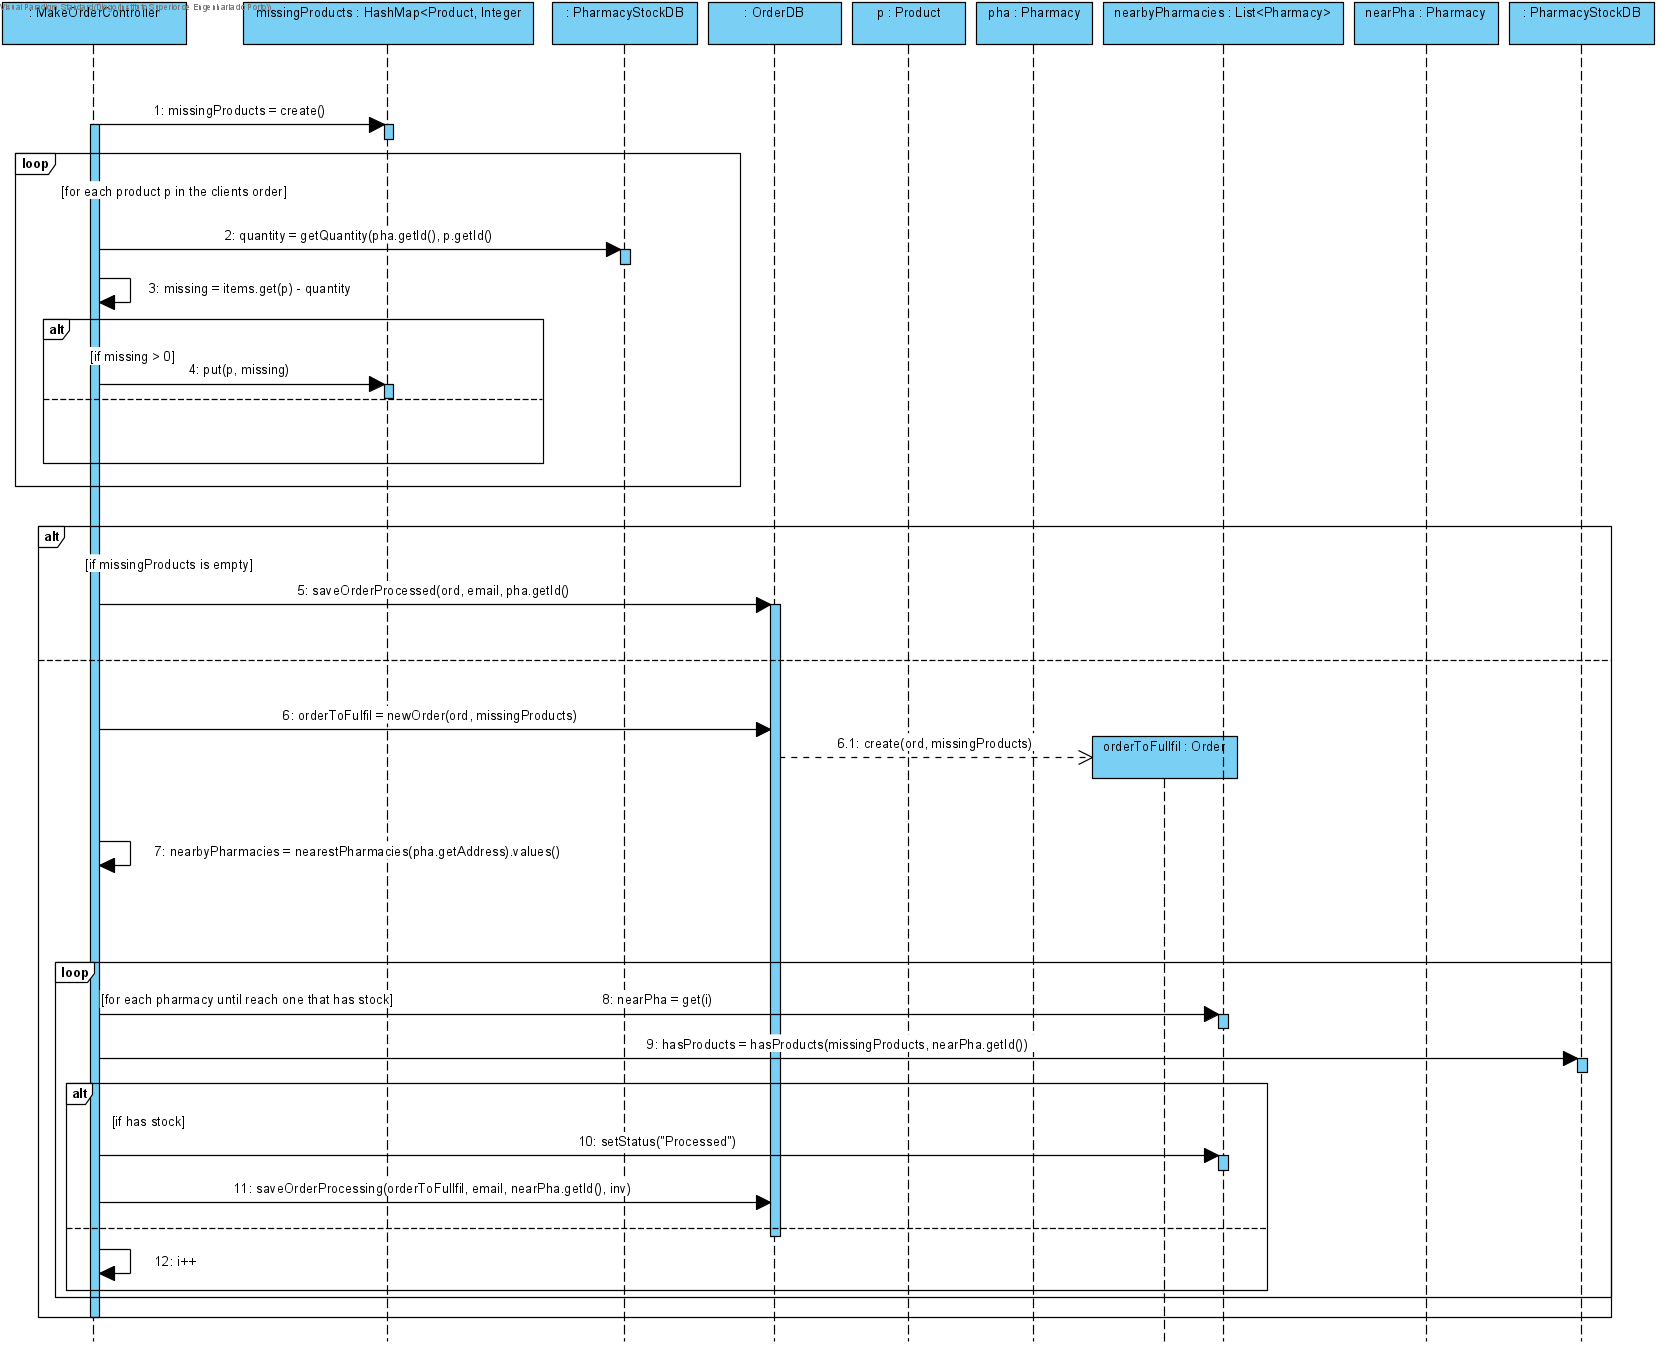 Visual Paradigm Standard(Diogo(Instituto Superior de Engenharia do Porto))
: MakeOrderController
missingProducts : HashMap<Product, Integer
: PharmacyStockDB
: OrderDB
p : Product
pha : Pharmacy
nearbyPharmacies : List<Pharmacy>
nearPha : Pharmacy
: PharmacyStockDB
1: missingProducts = create()
loop
[for each product p in the clients order]
2: quantity = getQuantity(pha.getId(), p.getId()
3: missing = items.get(p) - quantity
alt
[if missing > 0]
4: put(p, missing)
alt
[if missingProducts is empty]
5: saveOrderProcessed(ord, email, pha.getId()
6: orderToFulfil = newOrder(ord, missingProducts)
6.1: create(ord, missingProducts)
orderToFullfil : Order
7: nearbyPharmacies = nearestPharmacies(pha.getAddress).values()
loop
[for each pharmacy until reach one that has stock]
8: nearPha = get(i)
9: hasProducts = hasProducts(missingProducts, nearPha.getId())
alt
[if has stock]
10: setStatus("Processed")
11: saveOrderProcessing(orderToFullfil, email, nearPha.getId(), inv)
12: i++